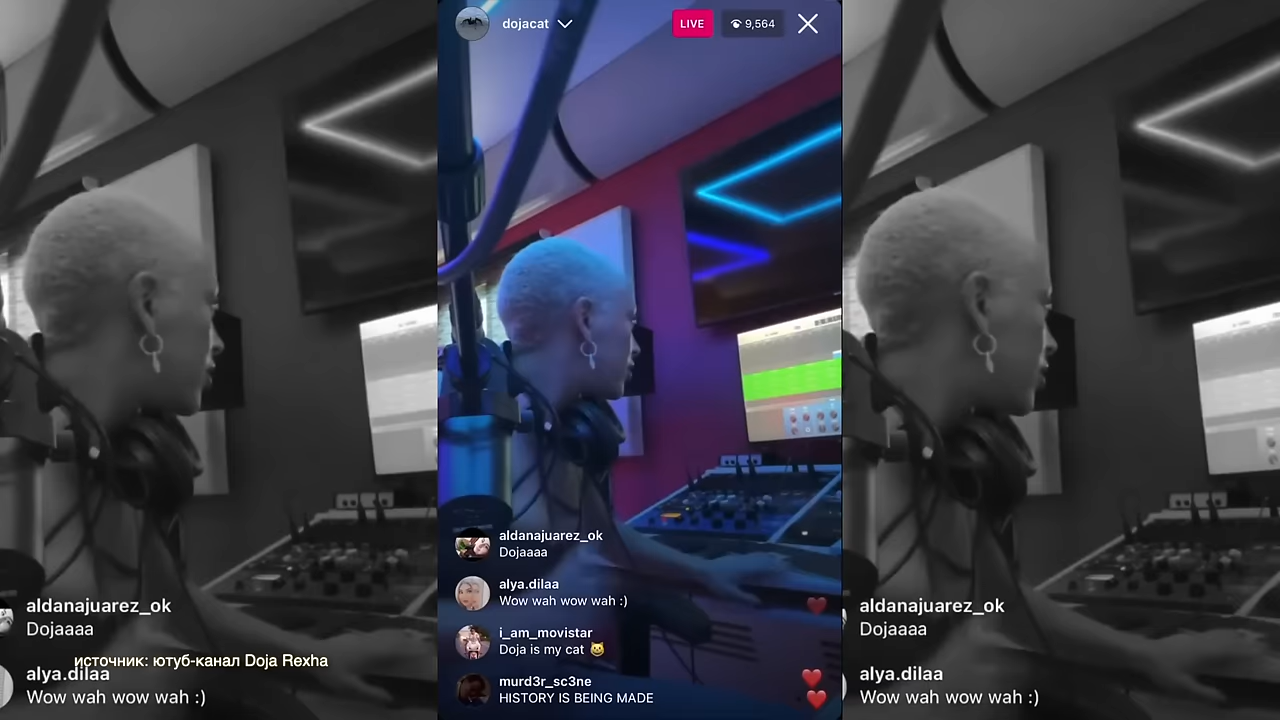 dojacat
LIVE
9,564
aldanajuarez_ok
Dojaaaa
alya.dilaa
Wow wah wow wah :)
i_am_movistar
Doja is my cat 😺
murd3r_sc3ne
HISTORY IS BEING MADE
aldanajuarez_ok
Dojaaaa
источник: ютуб-канал Doja Rexha
alya.dilaa
Wow wah wow wah :)
aldanajuarez_ok
Dojaaaa
alya.dilaa
Wow wah wow wah :)